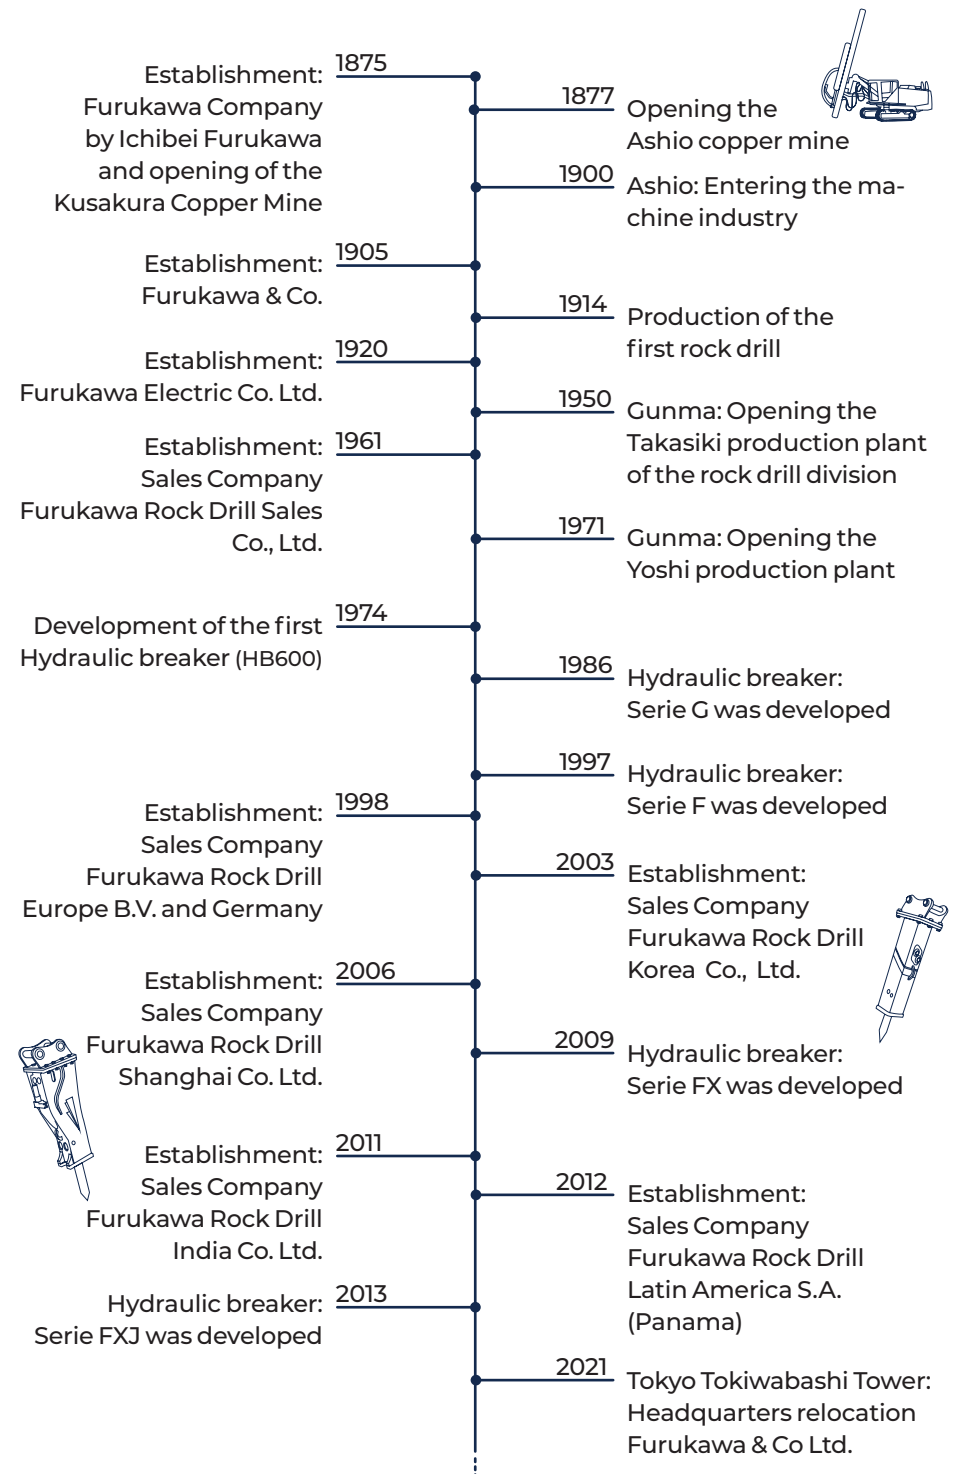 1875
Establishment:
Furukawa Company
by Ichibei Furukawa
and opening of the
Kusakura Copper Mine
1877
Opening the
Ashio copper mine
1900
Ashio: Entering the ma-
chine industry
1905
Establishment:
Furukawa & Co.
1914
Production of the
first rock drill
1920
Establishment:
Furukawa Electric Co. Ltd.
1950
Gunma: Opening the
Takasiki production plant
of the rock drill division
1961
Establishment:
Sales Company
Furukawa Rock Drill Sales
Co., Ltd.
1971
Gunma: Opening the
Yoshi production plant
1974
Development of the first
Hydraulic breaker (HB600)
1986
Hydraulic breaker:
Serie G was developed
1997
Hydraulic breaker:
Serie F was developed
1998
Establishment:
Sales Company
Furukawa Rock Drill
Europe B.V. and Germany
2003
Establishment:
Sales Company
Furukawa Rock Drill
Korea Co., Ltd.
2006
Establishment:
Sales Company
Furukawa Rock Drill
Shanghai Co. Ltd.
2009
Hydraulic breaker:
Serie FX was developed
2011
Establishment:
Sales Company
Furukawa Rock Drill
India Co. Ltd.
2012
Establishment:
Sales Company
Furukawa Rock Drill
Latin America S.A.
(Panama)
2013
Hydraulic breaker:
Serie FXJ was developed
2021
Tokyo Tokiwabashi Tower:
Headquarters relocation
Furukawa & Co Ltd.